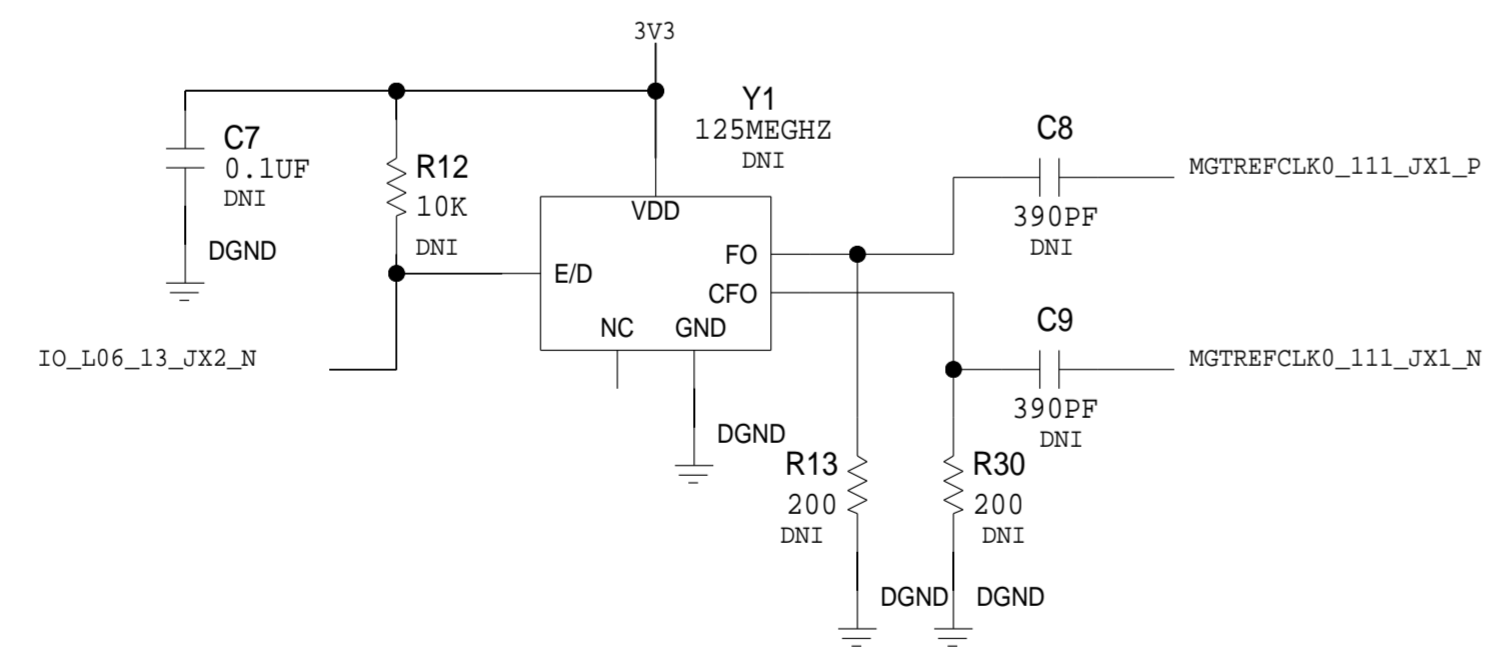 3V3
Y1
125MEGHZ
DNI
C7
0.1UF
DNI
DGND
R12
10K
DNI
VDD
E/D
FO
CFO
NC GND
DGND
IO_L06_13_JX2_N
C8
390PF
DNI
MGTREFCLK0_111_JX1_P
C9
390PF
DNI
MGTREFCLK0_111_JX1_N
R13
200
DNI
R30
200
DNI
DGND DGND